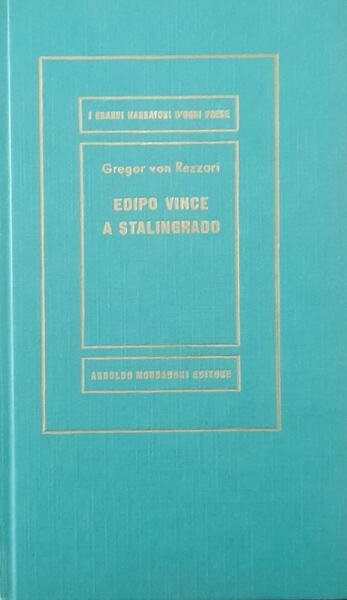 I GRANDI NARRATORI D'OGNI PAESE
Gregor von Rezzori
EDIPO VINCE
A STALINGRADO
ARNOLDO MONDADORI EDITORE